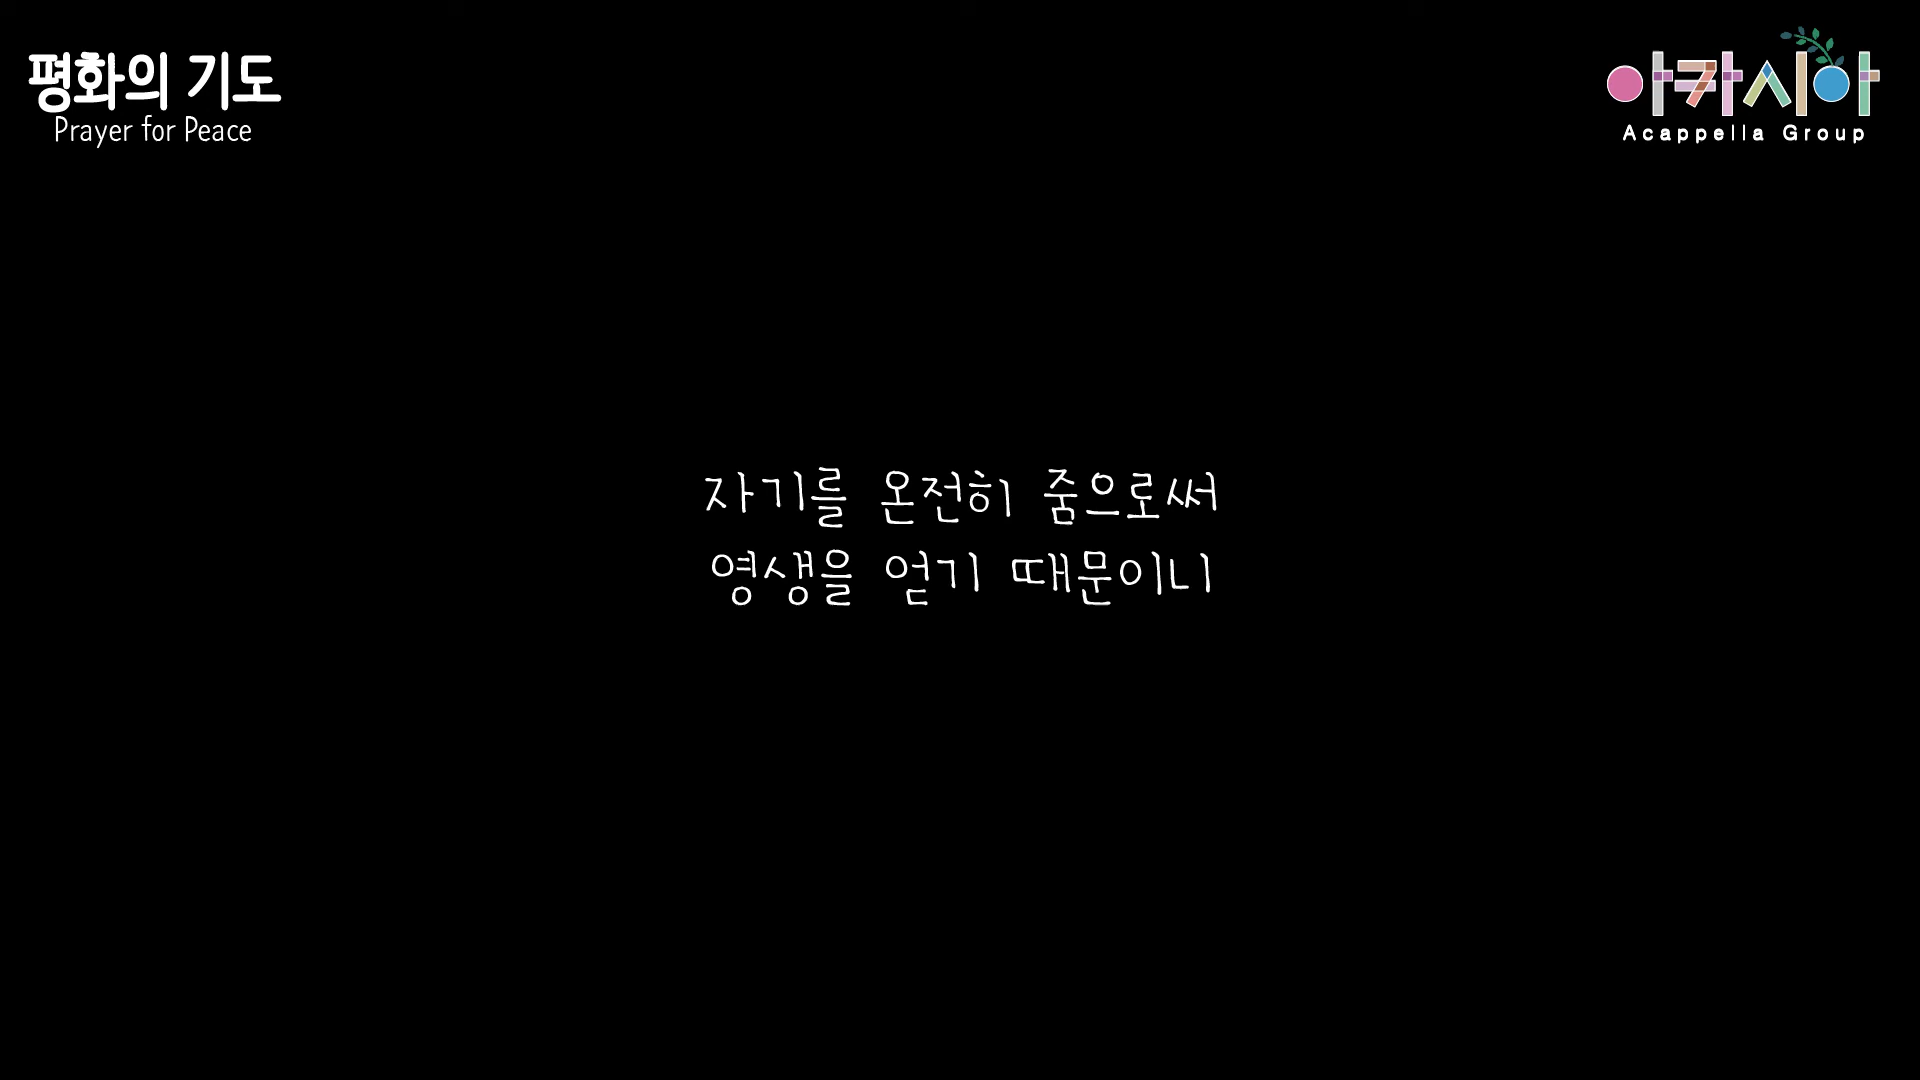 평화의 기도
Prayer for Peace
아카시아
Acappella Group
자기를 온전히 줌으로써
영생을 얻기 때문이니